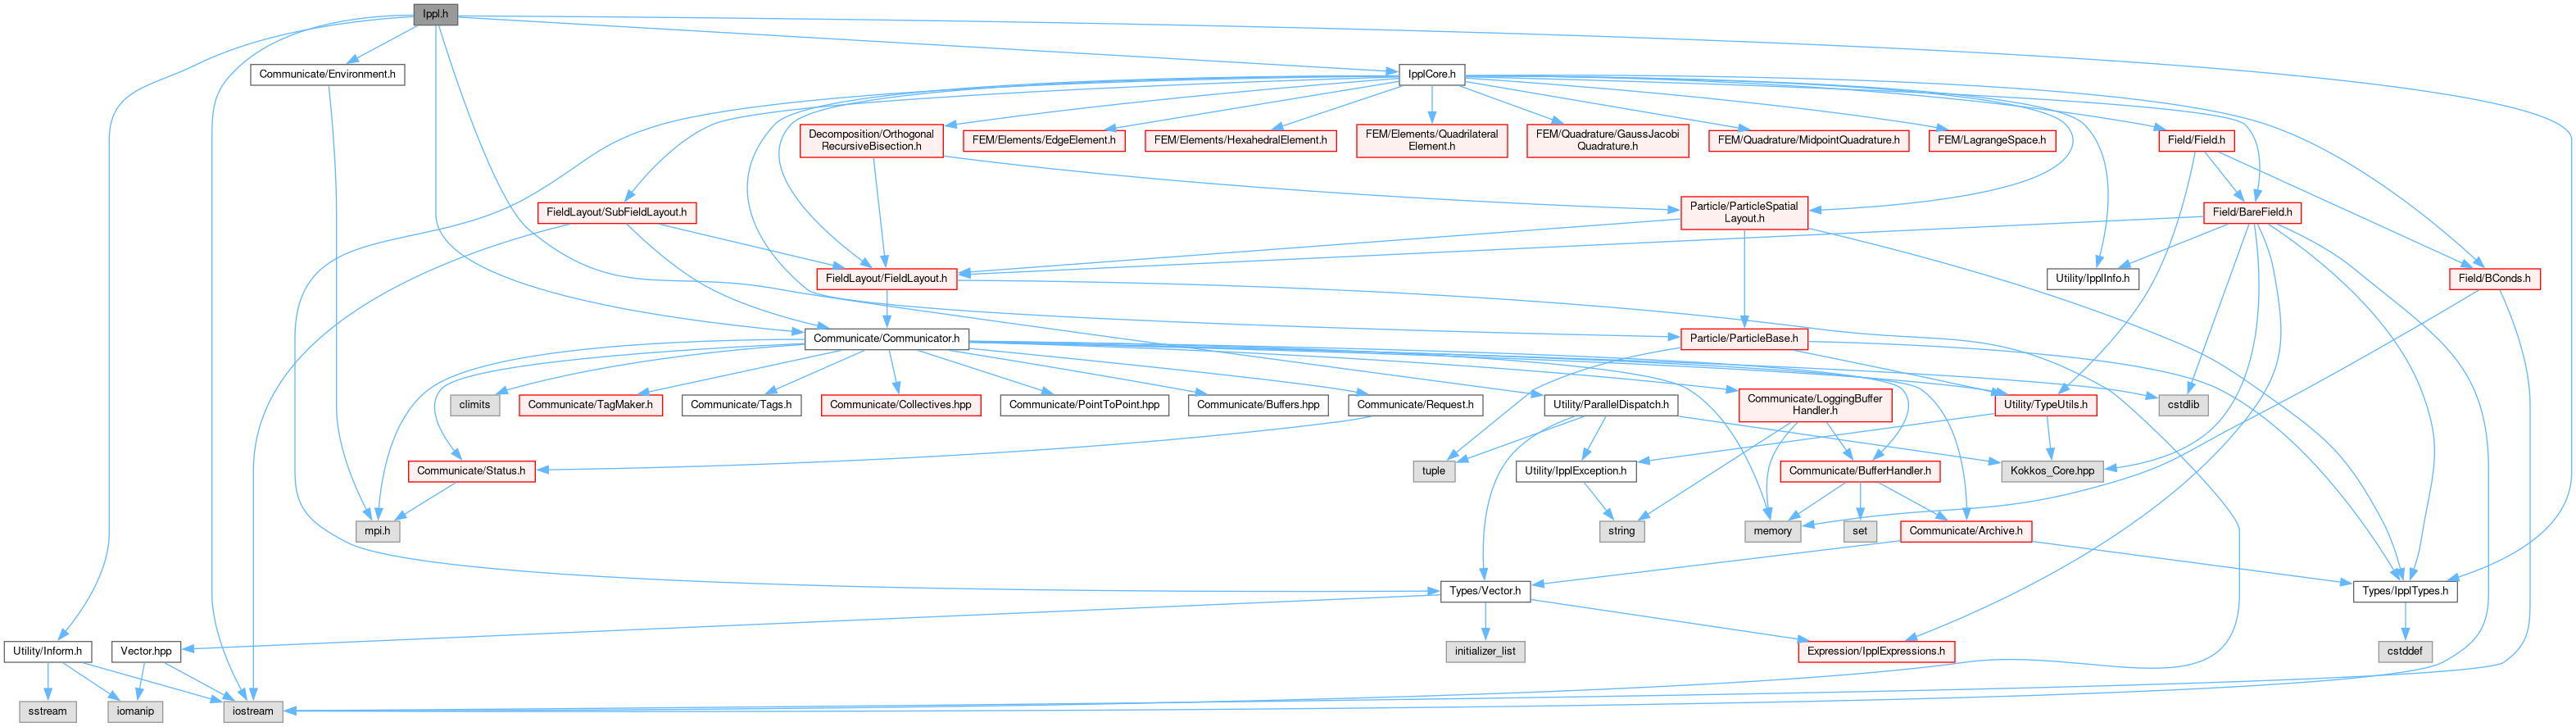 Ippl.h
Communicate/Environment.h
IpplCore.h
Decomposition/Orthogonal
RecursiveBisection.h
FEM/Elements/EdgeElement.h
FEM/Elements/HexahedralElement.h
FEM/Elements/Quadrilateral
Element.h
FEM/Quadrature/GaussJacobi
Quadrature.h
FEM/Quadrature/MidpointQuadrature.h
FEM/LagrangeSpace.h
Field/Field.h
FieldLayout/SubFieldLayout.h
Particle/ParticleSpatial
Layout.h
Field/BareField.h
FieldLayout/FieldLayout.h
Utility/IpplInfo.h
Field/BConds.h
Communicate/Communicator.h
Particle/ParticleBase.h
climits
Communicate/TagMaker.h
Communicate/Tags.h
Communicate/Collectives.hpp
Communicate/PointToPoint.hpp
Communicate/Buffers.hpp
Communicate/Request.h
Utility/ParallelDispatch.h
Communicate/LoggingBuffer
Handler.h
Utility/TypeUtils.h
cstdlib
Communicate/Status.h
tuple
Utility/IpplException.h
Communicate/BufferHandler.h
Kokkos_Core.hpp
mpi.h
string
memory
set
Communicate/Archive.h
Types/Vector.h
Types/IpplTypes.h
Utility/Inform.h
Vector.hpp
initializer_list
Expression/IpplExpressions.h
cstddef
sstream
iomanip
iostream